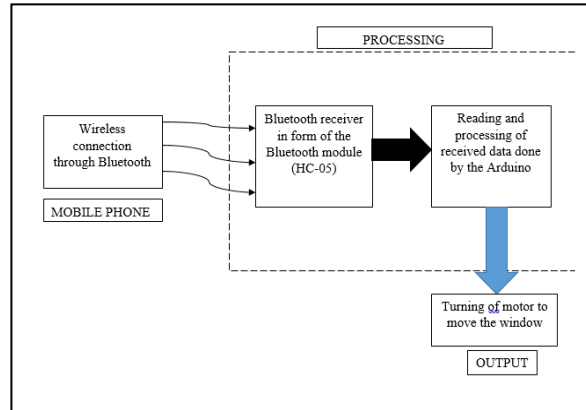 PROCESSING
Wireless
connection
through Bluetooth
MOBILE PHONE
Bluetooth receiver
in form of the
Bluetooth module
(HC-05)
Reading and
processing of
received data done
by the Arduino
Turning of motor to
move the window
OUTPUT